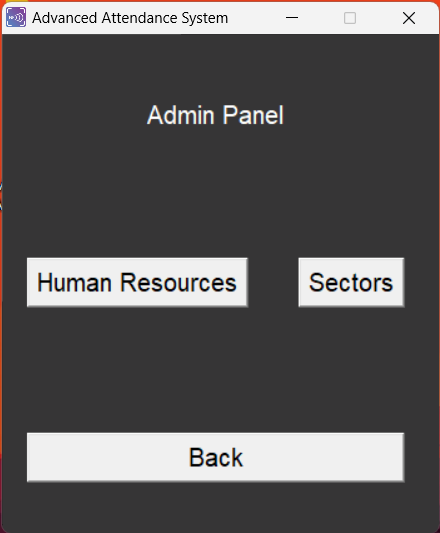 Advanced Attendance System
Admin Panel
Human Resources
Sectors
Back